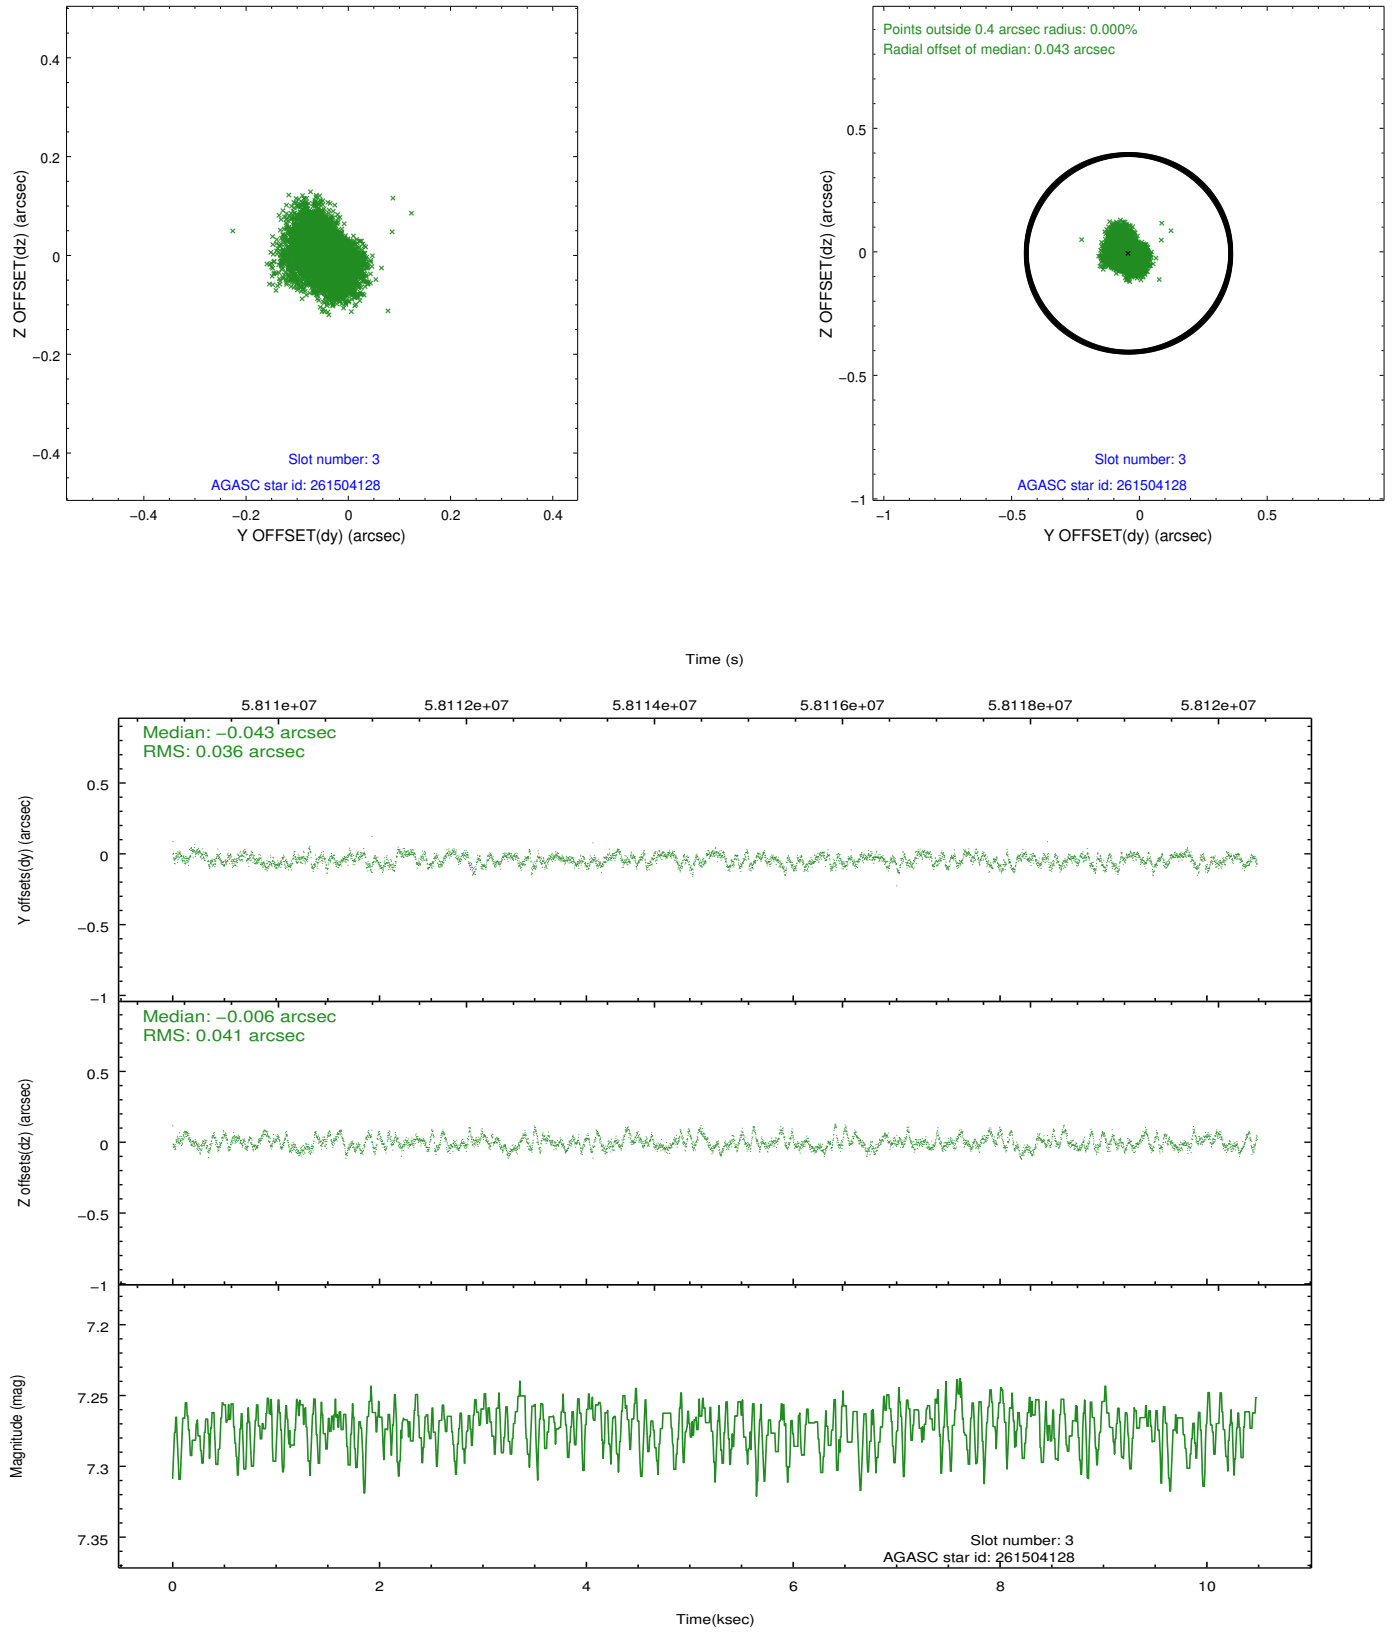 0.4
0.2
0
−0.2
−0.4
Z OFFSET(dz) (arcsec)
Slot number: 3
AGASC star id: 261504128
−0.4 −0.2 0 0.2 0.4
Y OFFSET(dy) (arcsec)
Points outside 0.4 arcsec radius: 0.000%
Radial offset of median: 0.043 arcsec
0.5
0
−0.5
−1
Z OFFSET(dz) (arcsec)
Slot number: 3
AGASC star id: 261504128
−1 −0.5 0 0.5
Y OFFSET(dy) (arcsec)
Time (s)
5.811e+07 5.8112e+07 5.8114e+07 5.8116e+07 5.8118e+07 5.812e+07
Median: −0.043 arcsec
RMS: 0.036 arcsec
0.5
0
−0.5
−1
Y offsets(dy) (arcsec)
Median: −0.006 arcsec
RMS: 0.041 arcsec
0.5
0
−0.5
−1
Z offsets(dz) (arcsec)
7.2
7.25
7.3
7.35
Magnitude (mag)
Slot number: 3
AGASC star id: 261504128
0 2 4 6 8 10
Time(ksec)